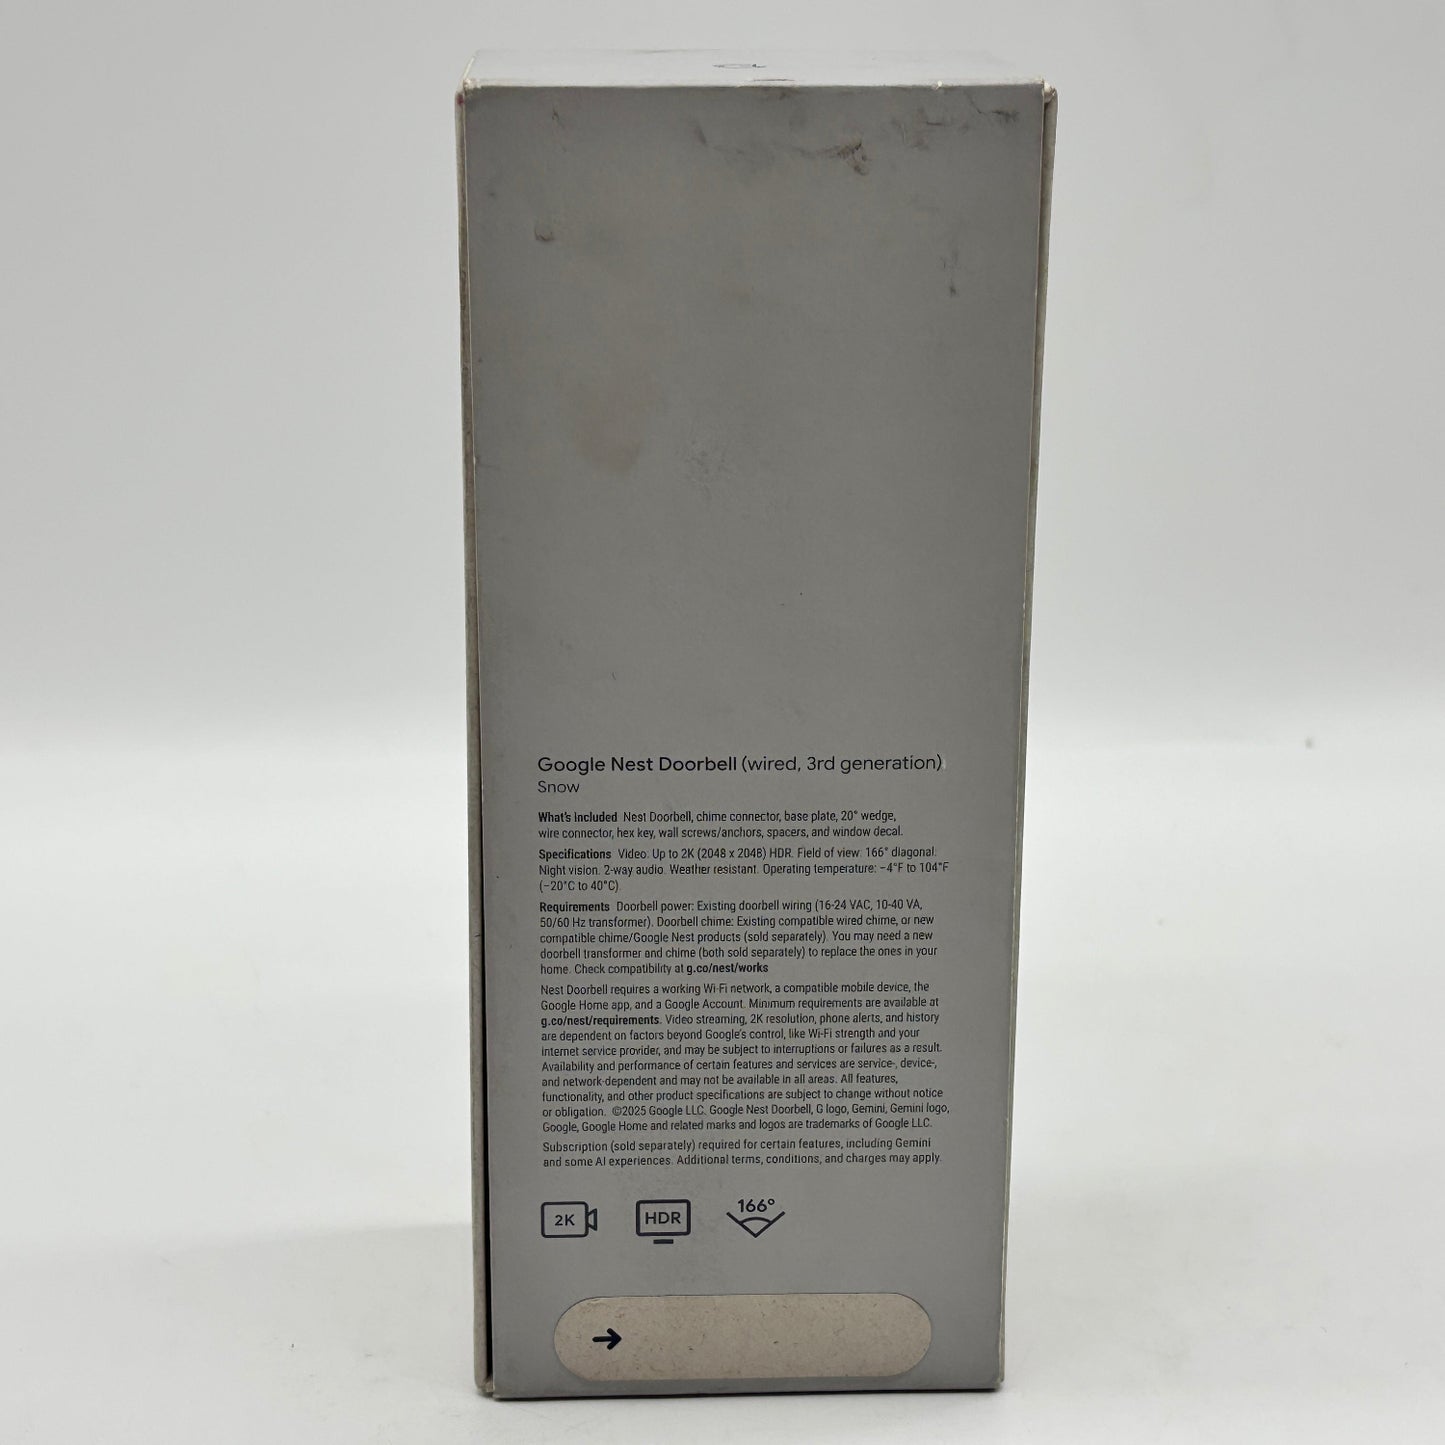 Google Nest Doorbell (wired, 3rd generation)
Snow
What's Included Nest Doorbell, chime connector, base plate, 20° wedge,
wire connector, hex key, wall screws/anchors, spacers, and window decal.
Specifications Video: Up to 2K (2048 x 2048) HDR. Field of view: 166° diagonal.
Night vision. 2-way audio. Weather resistant. Operating temperature: −4°F to 104°F
(−20°C to 40°C)
Requirements Doorbell power: Existing doorbell wiring (16-24 VAC, 10-40 VA,
50/60 Hz transformer). Doorbell chime: Existing compatible wired chime, or new
compatible chime/Google Nest products (sold separately). You may need a new
doorbell transformer and chime (both sold separately) to replace the ones in your
home. Check compatibility at g.co/nest/works
Nest Doorbell requires a working Wi-Fi network, a compatible mobile device, the
Google Home app, and a Google Account. Minimum requirements are available at
g.co/nest/requirements. Video streaming, 2K resolution, phone alerts, and history
are dependent on factors beyond Google's control, like Wi-Fi strength and your
internet service provider, and may be subject to interruptions or failures as a result.
Availability and performance of certain features and services are service-, device-,
and network-dependent and may not be available in all areas. All features,
functionality, and other product specifications are subject to change without notice
or obligation. ©2025 Google LLC. Google Nest Doorbell, G logo, Gemini, Gemini logo,
Google, Google Home and related marks and logos are trademarks of Google LLC.
Subscription (sold separately) required for certain features, including Gemini
and some AI experiences. Additional terms, conditions, and charges may apply.
2K HDR 166°